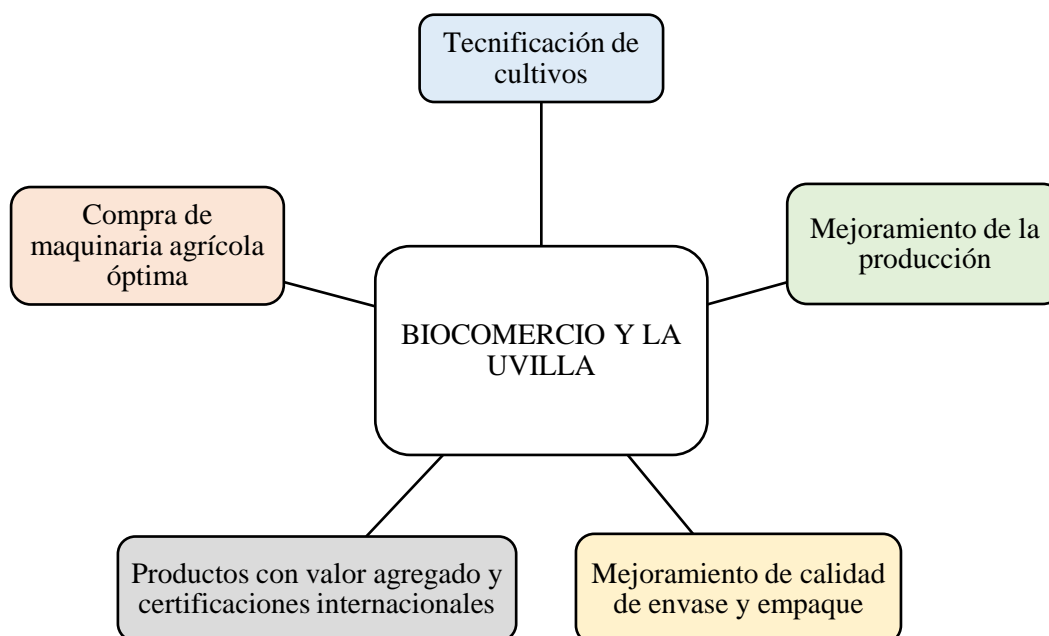 Tecnificación de
cultivos
Compra de
maquinaria agrícola
óptima
Mejoramiento de la
producción
BIOCOMERCIO Y LA
UVILLA
Productos con valor agregado y
certificaciones internacionales
Mejoramiento de calidad
de envase y empaque